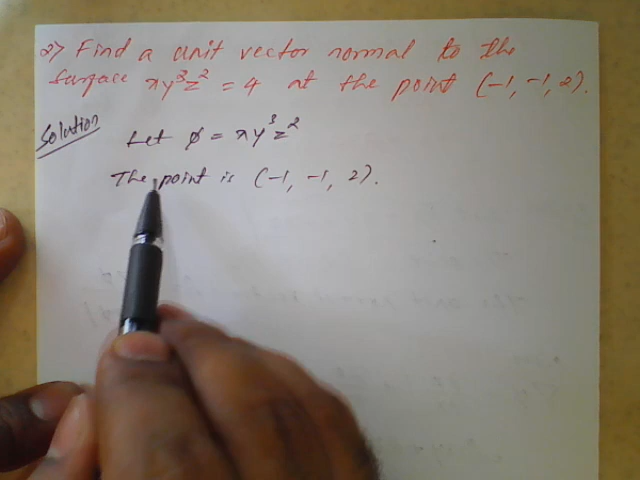 2) Find a unit vector normal to the
surface xy³z² = 4 at the point (-1, -1, 2).
Solution
Let φ = xy³z²
The point is (-1, -1, 2).